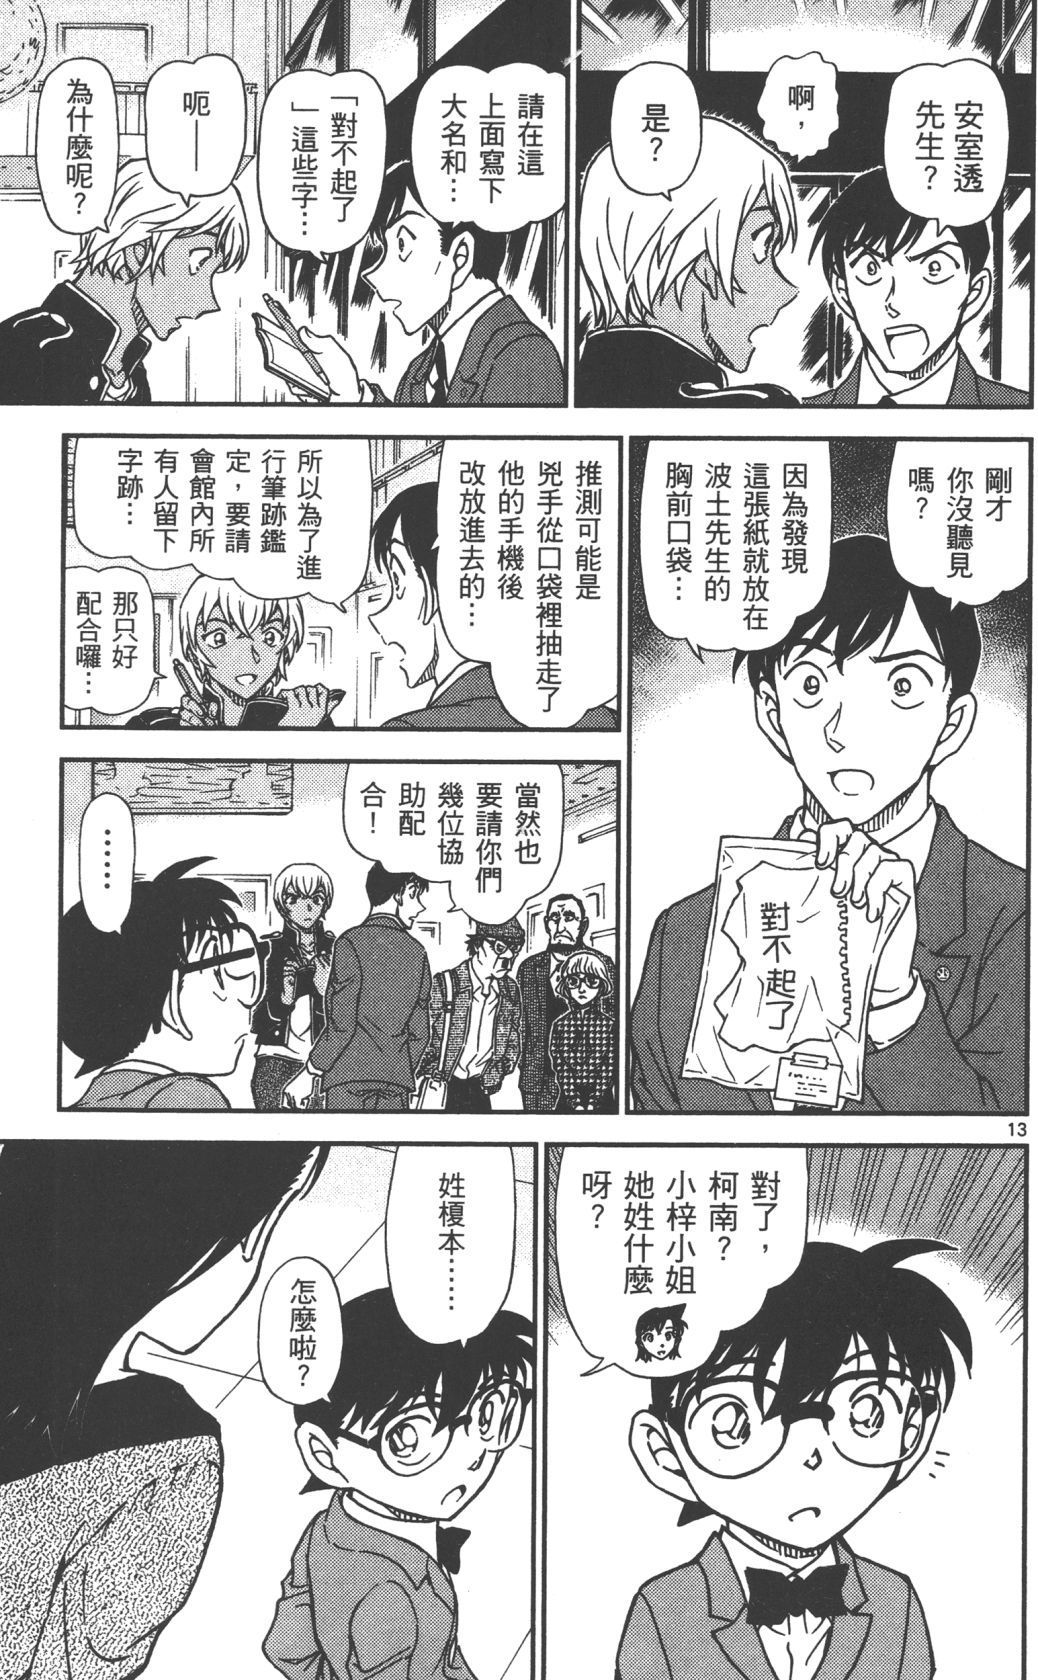 安室透
先生？
啊，
是？
請在這
上面寫下
大名和…
「對不起了
」這些字…
呃——
為什麼呢？
剛才
你沒聽見
嗎？
因為發現
這張紙就放在
波土先生的
胸前口袋…
對不起了
推測可能是
兇手從口袋裡抽走了
他的手機後
改放進去的…
所以為了進
行筆跡鑑
定，要請
會館內所
有人留下
字跡…
那只好
配合囉…
當然也
要請你們
幾位協
助配
合！
……
13
對了，
柯南？
小梓小姐
她姓什麼
呀？
姓榎本……
怎麼啦？